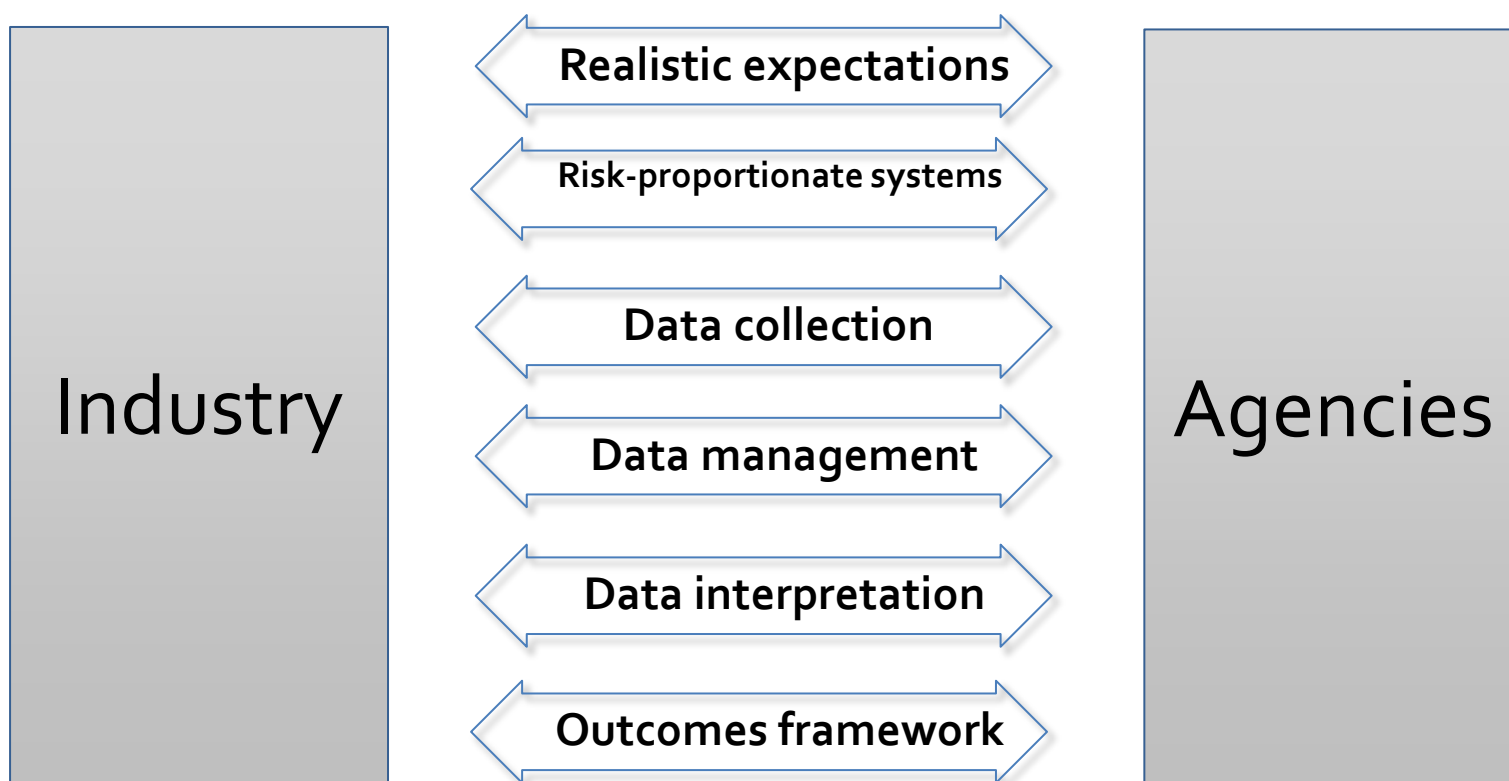 Realistic expectations
Risk-proportionate systems
Data collection
Industry
Agencies
Data management
Data interpretation
Outcomes framework